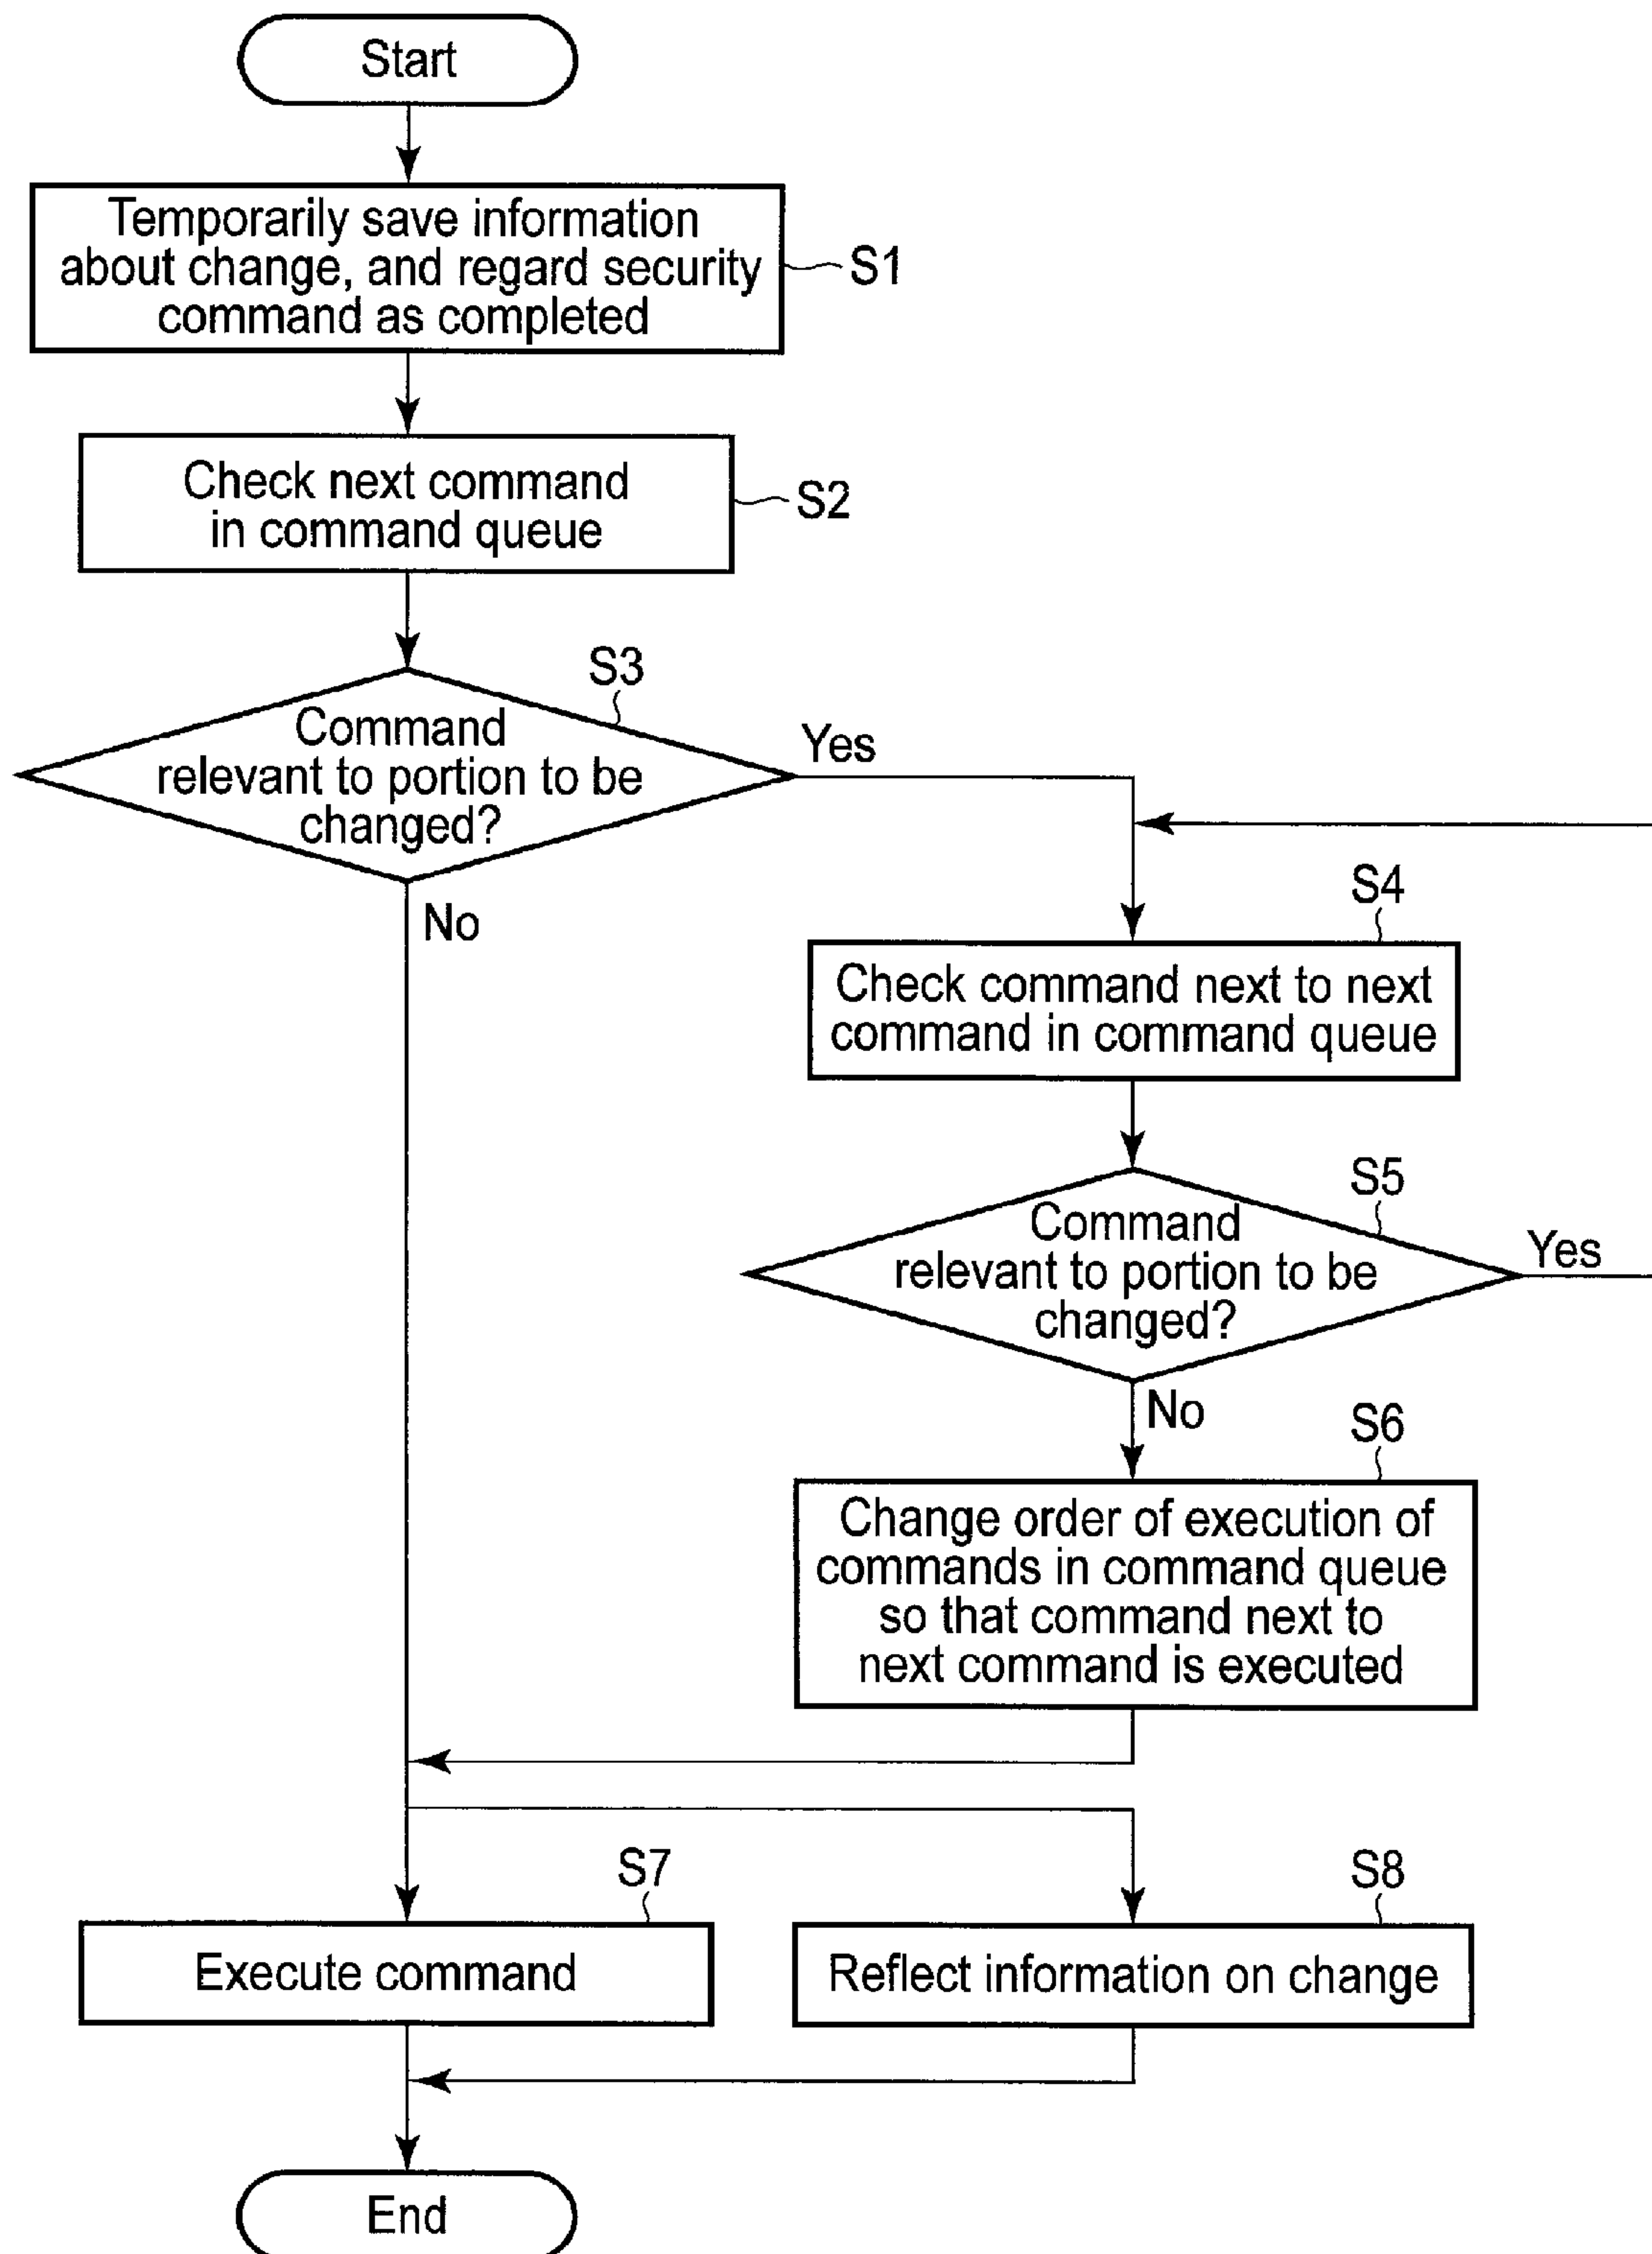 Start
Temporarily save information
about change, and regard security
command as completed
S1
Check next command
in command queue
S2
S3
Command
relevant to portion to be
changed?
Yes
No
S4
Check command next to next
command in command queue
S5
Command
relevant to portion to be
changed?
Yes
No
S6
Change order of execution of
commands in command queue
so that command next to
next command is executed
S7
Execute command
S8
Reflect information on change
End